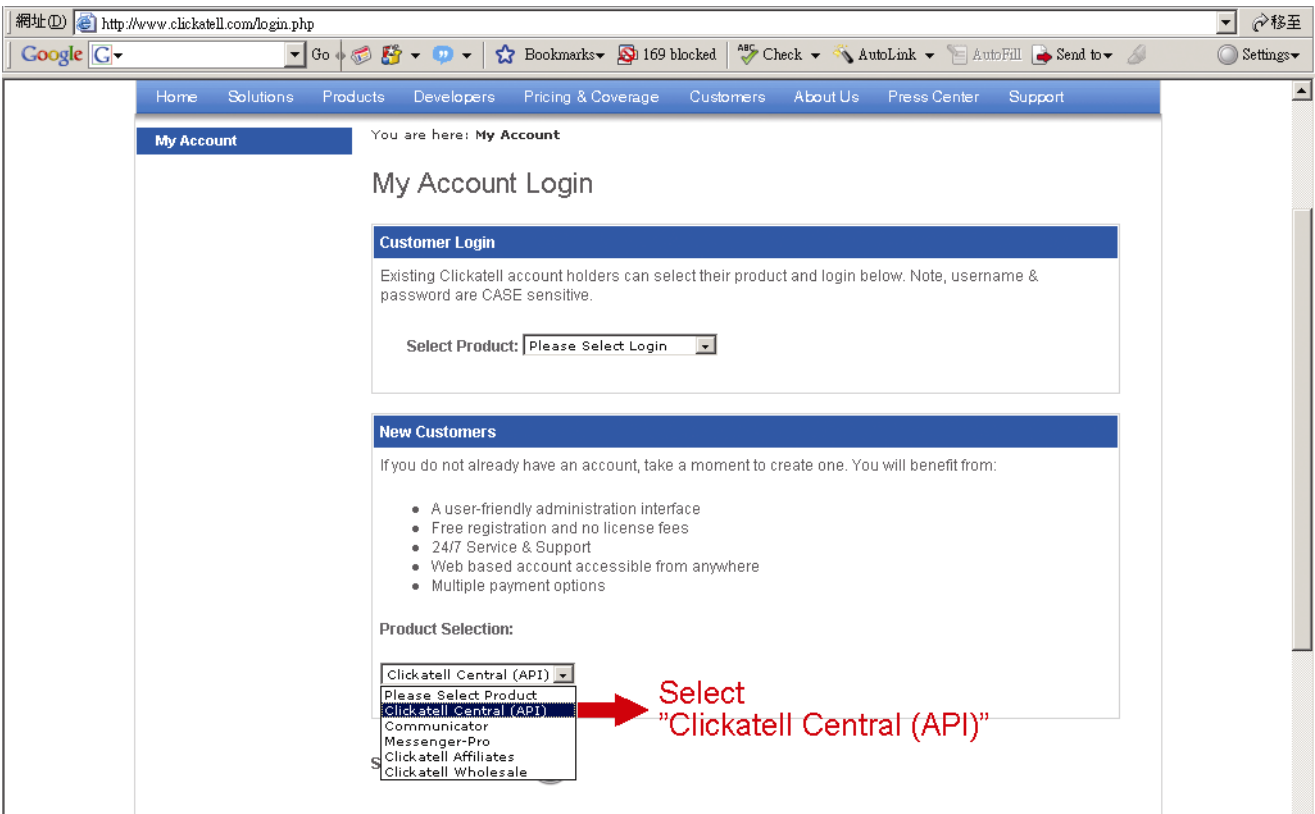 網址(D) http://www.clickatell.com/login.php 移至
Google G Go Bookmarks 169 blocked ABC Check AutoLink AutoFill Send to Settings
Home Solutions Products Developers Pricing & Coverage Customers About Us Press Center Support
My Account
You are here: My Account
My Account Login
Customer Login
Existing Clickatell account holders can select their product and login below. Note, username &
password are CASE sensitive.
Select Product: Please Select Login
New Customers
If you do not already have an account, take a moment to create one. You will benefit from:
A user-friendly administration interface
Free registration and no license fees
24/7 Service & Support
Web based account accessible from anywhere
Multiple payment options
Product Selection:
Clickatell Central (API)
Please Select Product
Clickatell Central (API)
Communicator
Messenger-Pro
Clickatell Affiliates
Clickatell Wholesale
Select
”Clickatell Central (API)”